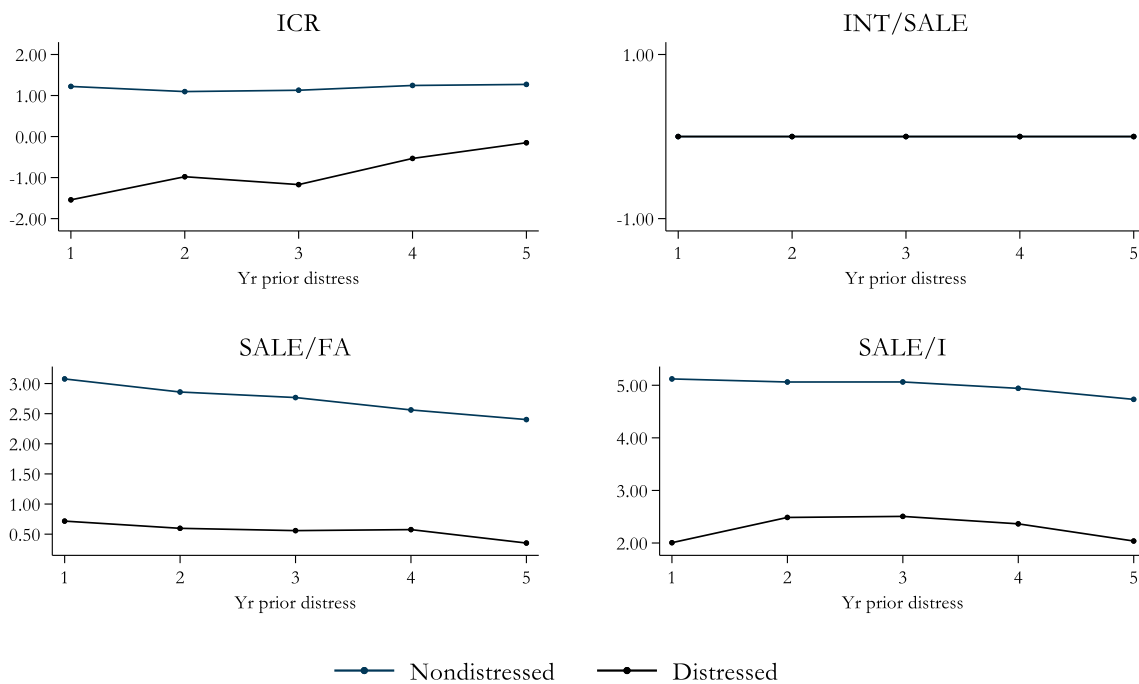 ICR
2.00
1.00
0.00
-1.00
-2.00
1 2 3 4 5
Yr prior distress
INT/SALE
1.00
-1.00
1 2 3 4 5
Yr prior distress
SALE/FA
3.00
2.50
2.00
1.50
1.00
0.50
1 2 3 4 5
Yr prior distress
SALE/I
5.00
4.00
3.00
2.00
1 2 3 4 5
Yr prior distress
Nondistressed Distressed